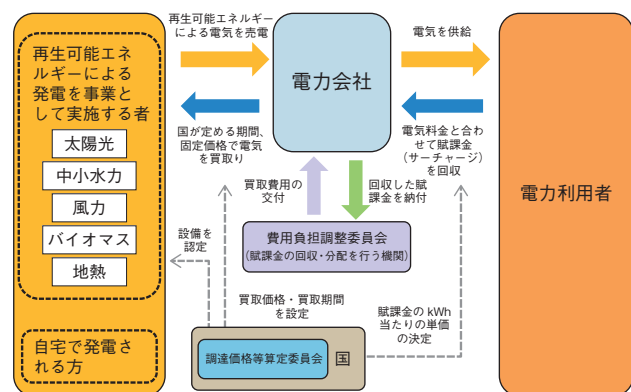 再生可能エネルギー
による電気を売電
電気を供給
再生可能エネ
ルギーによる
発電を事業と
して実施する者
太陽光
中小水力
風力
バイオマス
地熱
自宅で発電さ
れる方
電力会社
電力利用者
国が定める期間、
固定価格で電気
を買取り
電気料金と合わ
せて賦課金
（サーチャージ）
を回収
買取費用の
交付
回収した賦
課金を納付
費用負担調整委員会
（賦課金の回収・分配を行う機関）
設備を
認定
買取価格・買取期間
を設定
賦課金の kWh
当たりの単価
の決定
調達価格等算定委員会
国